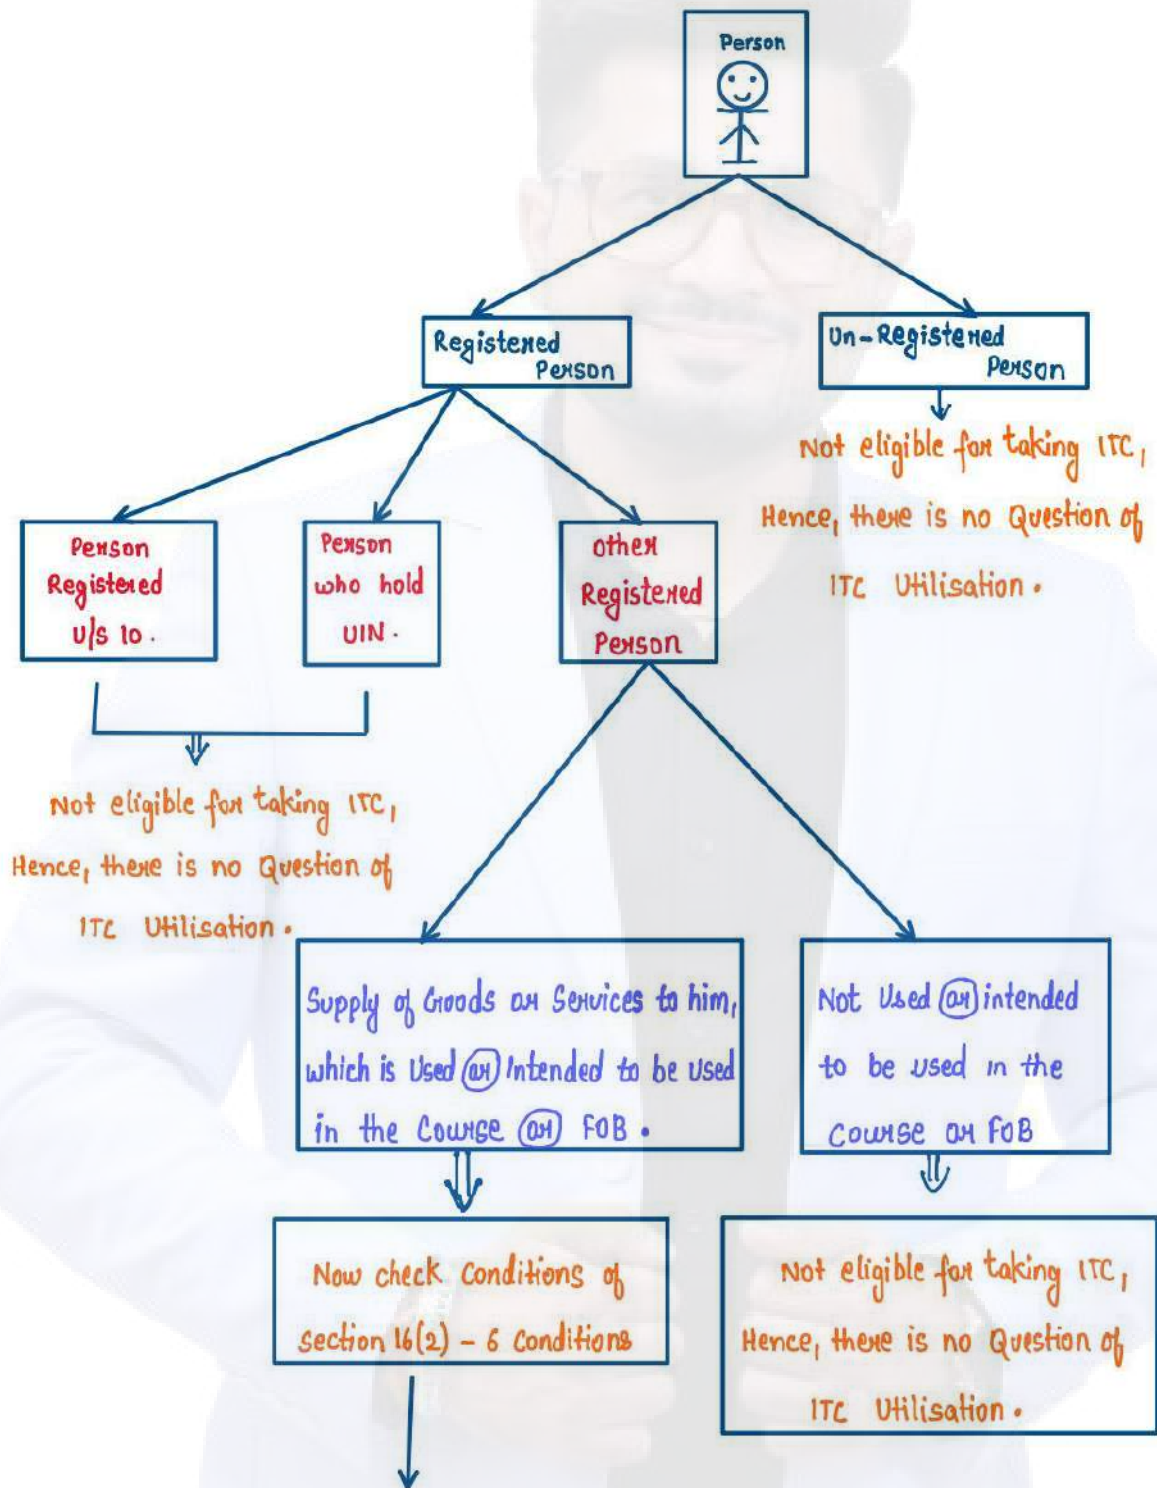 Person
Registered
Person
Un-Registered
Person
Not eligible for taking ITC,
Hence, there is no Question of
ITC Utilisation.
Person
Registered
U/S 10.
Person
who hold
UIN.
other
Registered
Person
Not eligible for taking ITC,
Hence, there is no Question of
ITC Utilisation.
Supply of Goods or Services to him,
which is Used or Intended to be used
in the Course or FOB.
Not Used or intended
to be used in the
Course or FOB
Now check Conditions of
Section 16(2) - 6 Conditions
Not eligible for taking ITC,
Hence, there is no Question of
ITC Utilisation.